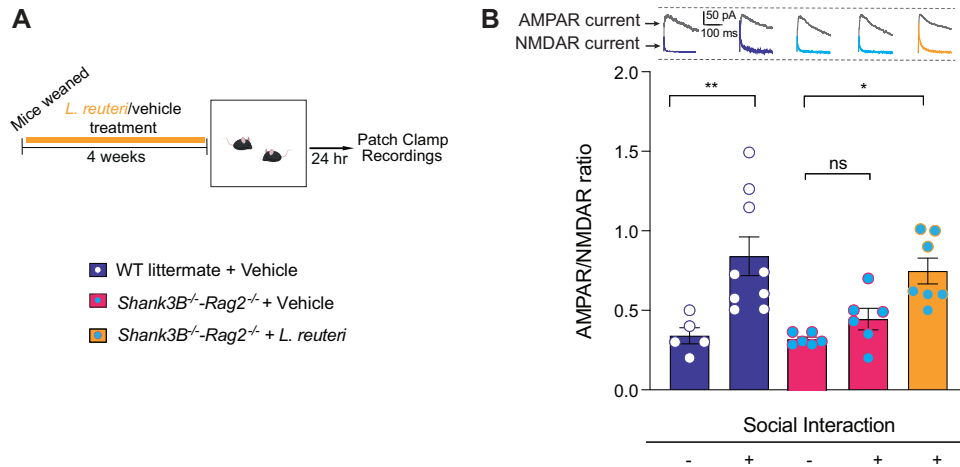 A
Mice weaned
L. reuteri/vehicle
treatment
4 weeks
24 hr
Patch Clamp
Recordings
WT littermate + Vehicle
Shank3B-/--Rag2-/- + Vehicle
Shank3B-/--Rag2-/- + L. reuteri
B
AMPAR current
NMDAR current
50 pA
100 ms
AMPAR/NMDAR ratio
2.0
1.5
1.0
0.5
0.0
**
*
ns
Social Interaction
- + - + +